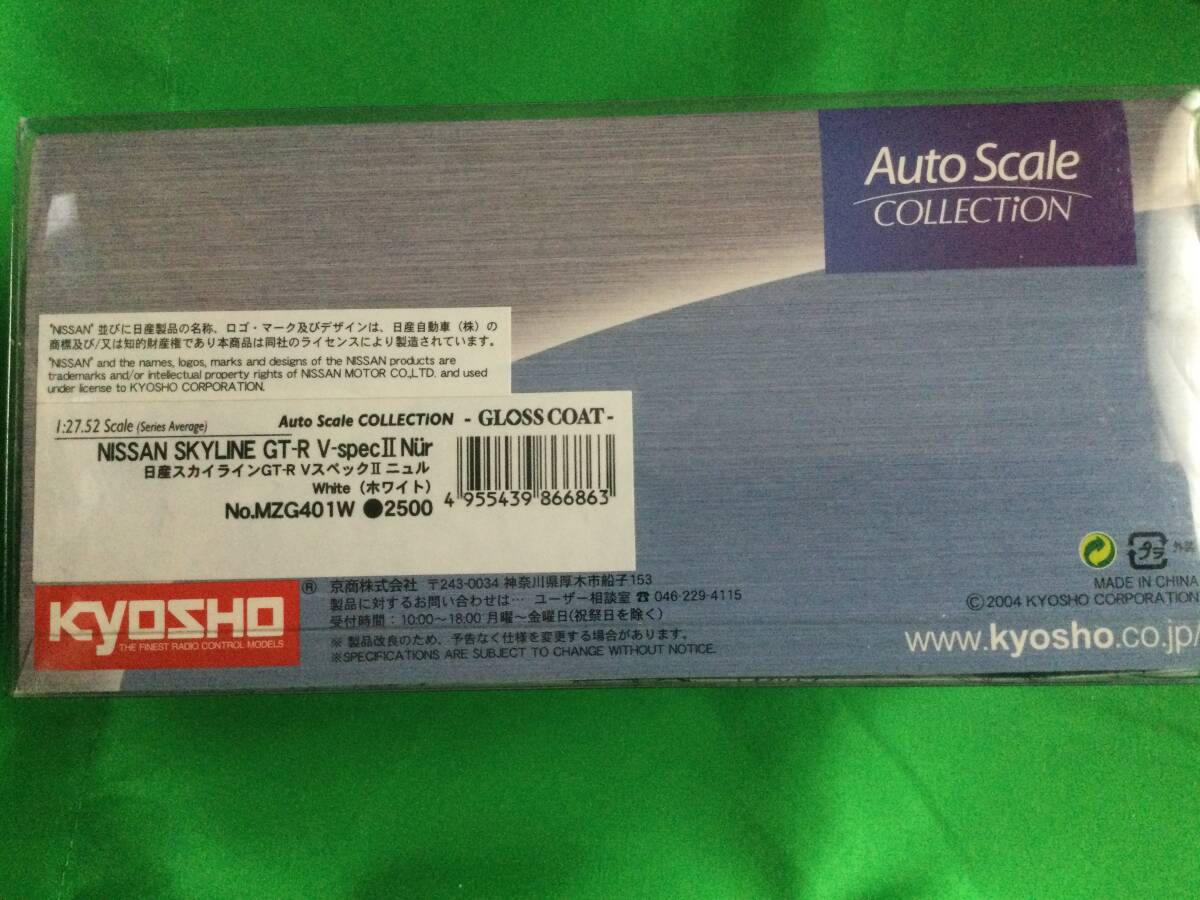 Auto Scale
COLLECTiON
"NISSAN" 並びに日産製品の名称、ロゴ・マーク及びデザインは、日産自動車（株）の
商標及び/又は知的財産権であり本商品は同社のライセンスにより製造されています。
"NISSAN" and the names, logos, marks and designs of the NISSAN products are
trademarks and/or intellectual property rights of NISSAN MOTOR CO.,LTD. and used
under license to KYOSHO CORPORATION.
1:27.52 Scale (Series Average) Auto Scale COLLECTiON - GLOSS COAT -
NISSAN SKYLINE GT-R V-specⅡ Nür
日産スカイラインGT-R VスペックⅡ ニュル
White（ホワイト）
No.MZG401W ●2500
4 955439 866863
KYOSHO
THE FINEST RADIO CONTROL MODELS
® 京商株式会社 〒243-0034 神奈川県厚木市船子153
製品に対するお問い合わせは… ユーザー相談室 ☎ 046-229-4115
受付時間：10:00～18:00 月曜～金曜日(祝祭日を除く)
※ 製品改良のため、予告なく仕様を変更する場合があります。
※SPECIFICATIONS ARE SUBJECT TO CHANGE WITHOUT NOTICE.
プラ
MADE IN CHINA
©2004 KYOSHO CORPORATION
www.kyosho.co.jp/